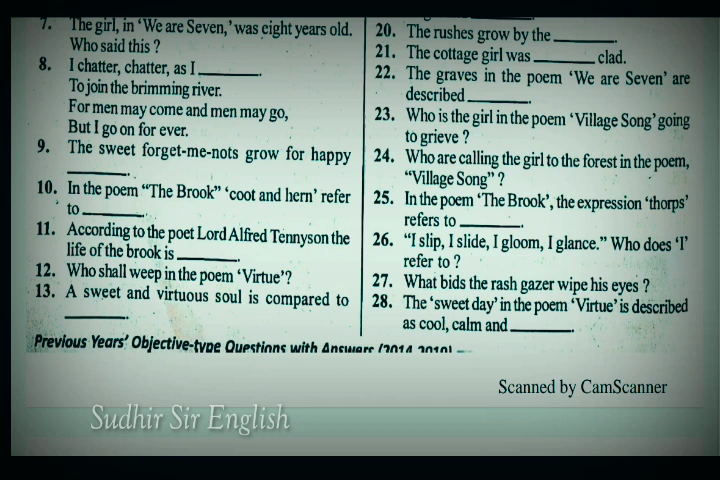 7. The girl, in ‘We are Seven,’ was eight years old.
Who said this ?
8. I chatter, chatter, as I ________.
To join the brimming river.
For men may come and men may go,
But I go on for ever.
9. The sweet forget-me-nots grow for happy
________.
10. In the poem “The Brook” ‘coot and hern’ refer
to ________.
11. According to the poet Lord Alfred Tennyson the
life of the brook is ________.
12. Who shall weep in the poem ‘Virtue’?
13. A sweet and virtuous soul is compared to
________.
20. The rushes grow by the ________.
21. The cottage girl was ________ clad.
22. The graves in the poem ‘We are Seven’ are
described ________.
23. Who is the girl in the poem ‘Village Song’ going
to grieve ?
24. Who are calling the girl to the forest in the poem,
“Village Song” ?
25. In the poem ‘The Brook’, the expression ‘thorps’
refers to ________.
26. “I slip, I slide, I gloom, I glance.” Who does ‘I’
refer to ?
27. What bids the rash gazer wipe his eyes ?
28. The ‘sweet day’ in the poem ‘Virtue’ is described
as cool, calm and ________.
Previous Years’ Objective-type Questions with Answers (2014-2019)
Scanned by CamScanner
Sudhir Sir English